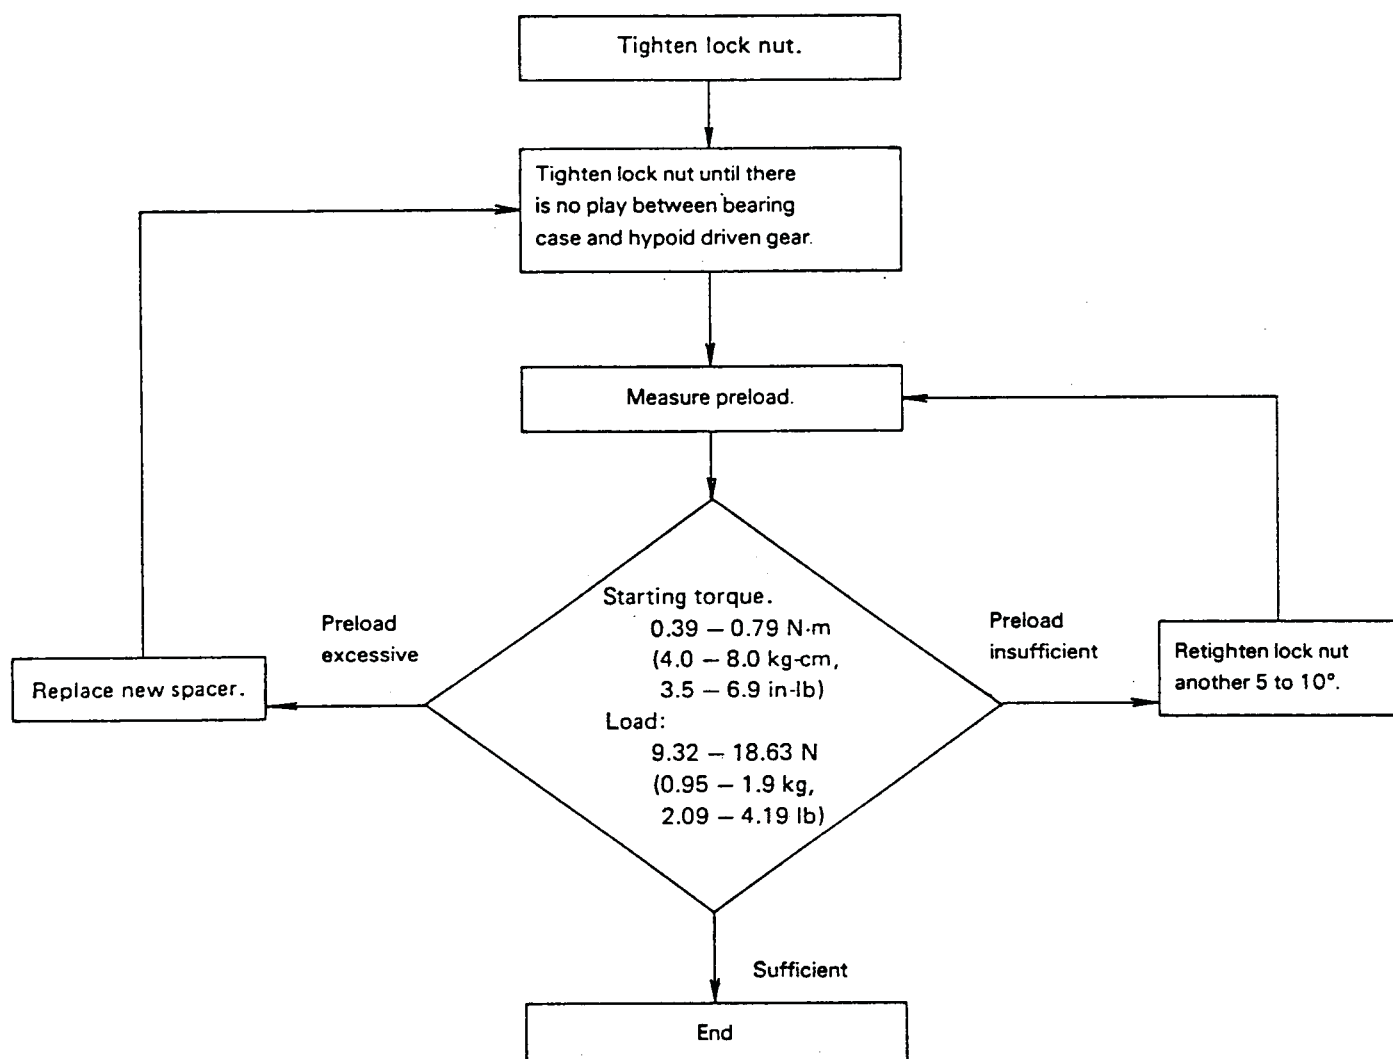 Tighten lock nut.
Tighten lock nut until there
is no play between bearing
case and hypoid driven gear.
Measure preload.
Starting torque.
0.39 – 0.79 N·m
(4.0 – 8.0 kg-cm,
3.5 – 6.9 in-lb)
Load:
9.32 – 18.63 N
(0.95 – 1.9 kg,
2.09 – 4.19 lb)
Preload
excessive
Replace new spacer.
Preload
insufficient
Retighten lock nut
another 5 to 10°.
Sufficient
End